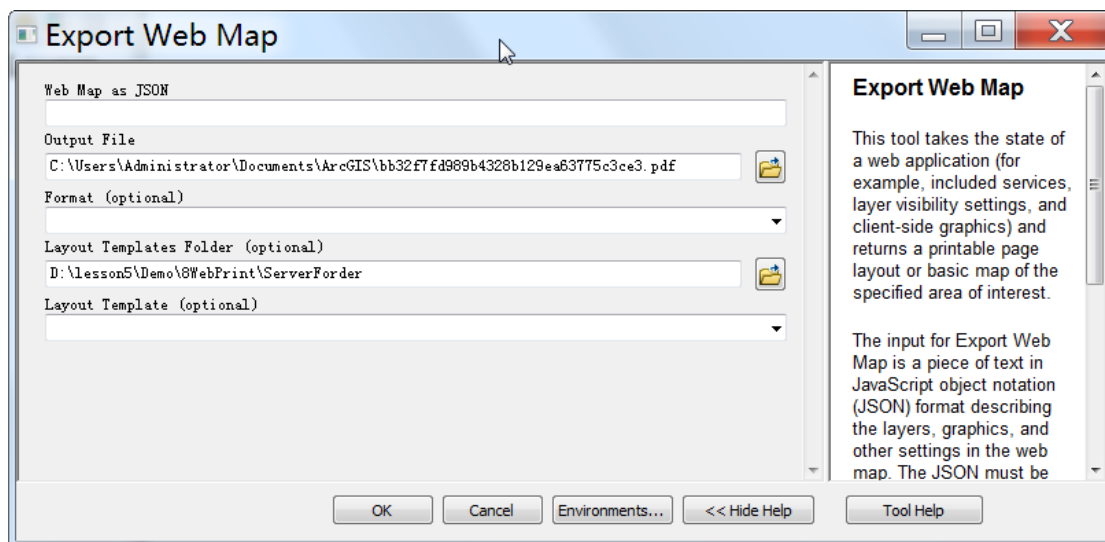 Export Web Map
Web Map as JSON
Output File
C:\Users\Administrator\Documents\ArcGIS\bb32f7fd989b4328b129ea63775c3ce3.pdf
Format (optional)
Layout Templates Folder (optional)
D:\lesson5\Demo\8WebPrint\ServerForder
Layout Template (optional)
Export Web Map
This tool takes the state of
a web application (for
example, included services,
layer visibility settings, and
client-side graphics) and
returns a printable page
layout or basic map of the
specified area of interest.
The input for Export Web
Map is a piece of text in
JavaScript object notation
(JSON) format describing
the layers, graphics, and
other settings in the web
map. The JSON must be
OK
Cancel
Environments...
<< Hide Help
Tool Help